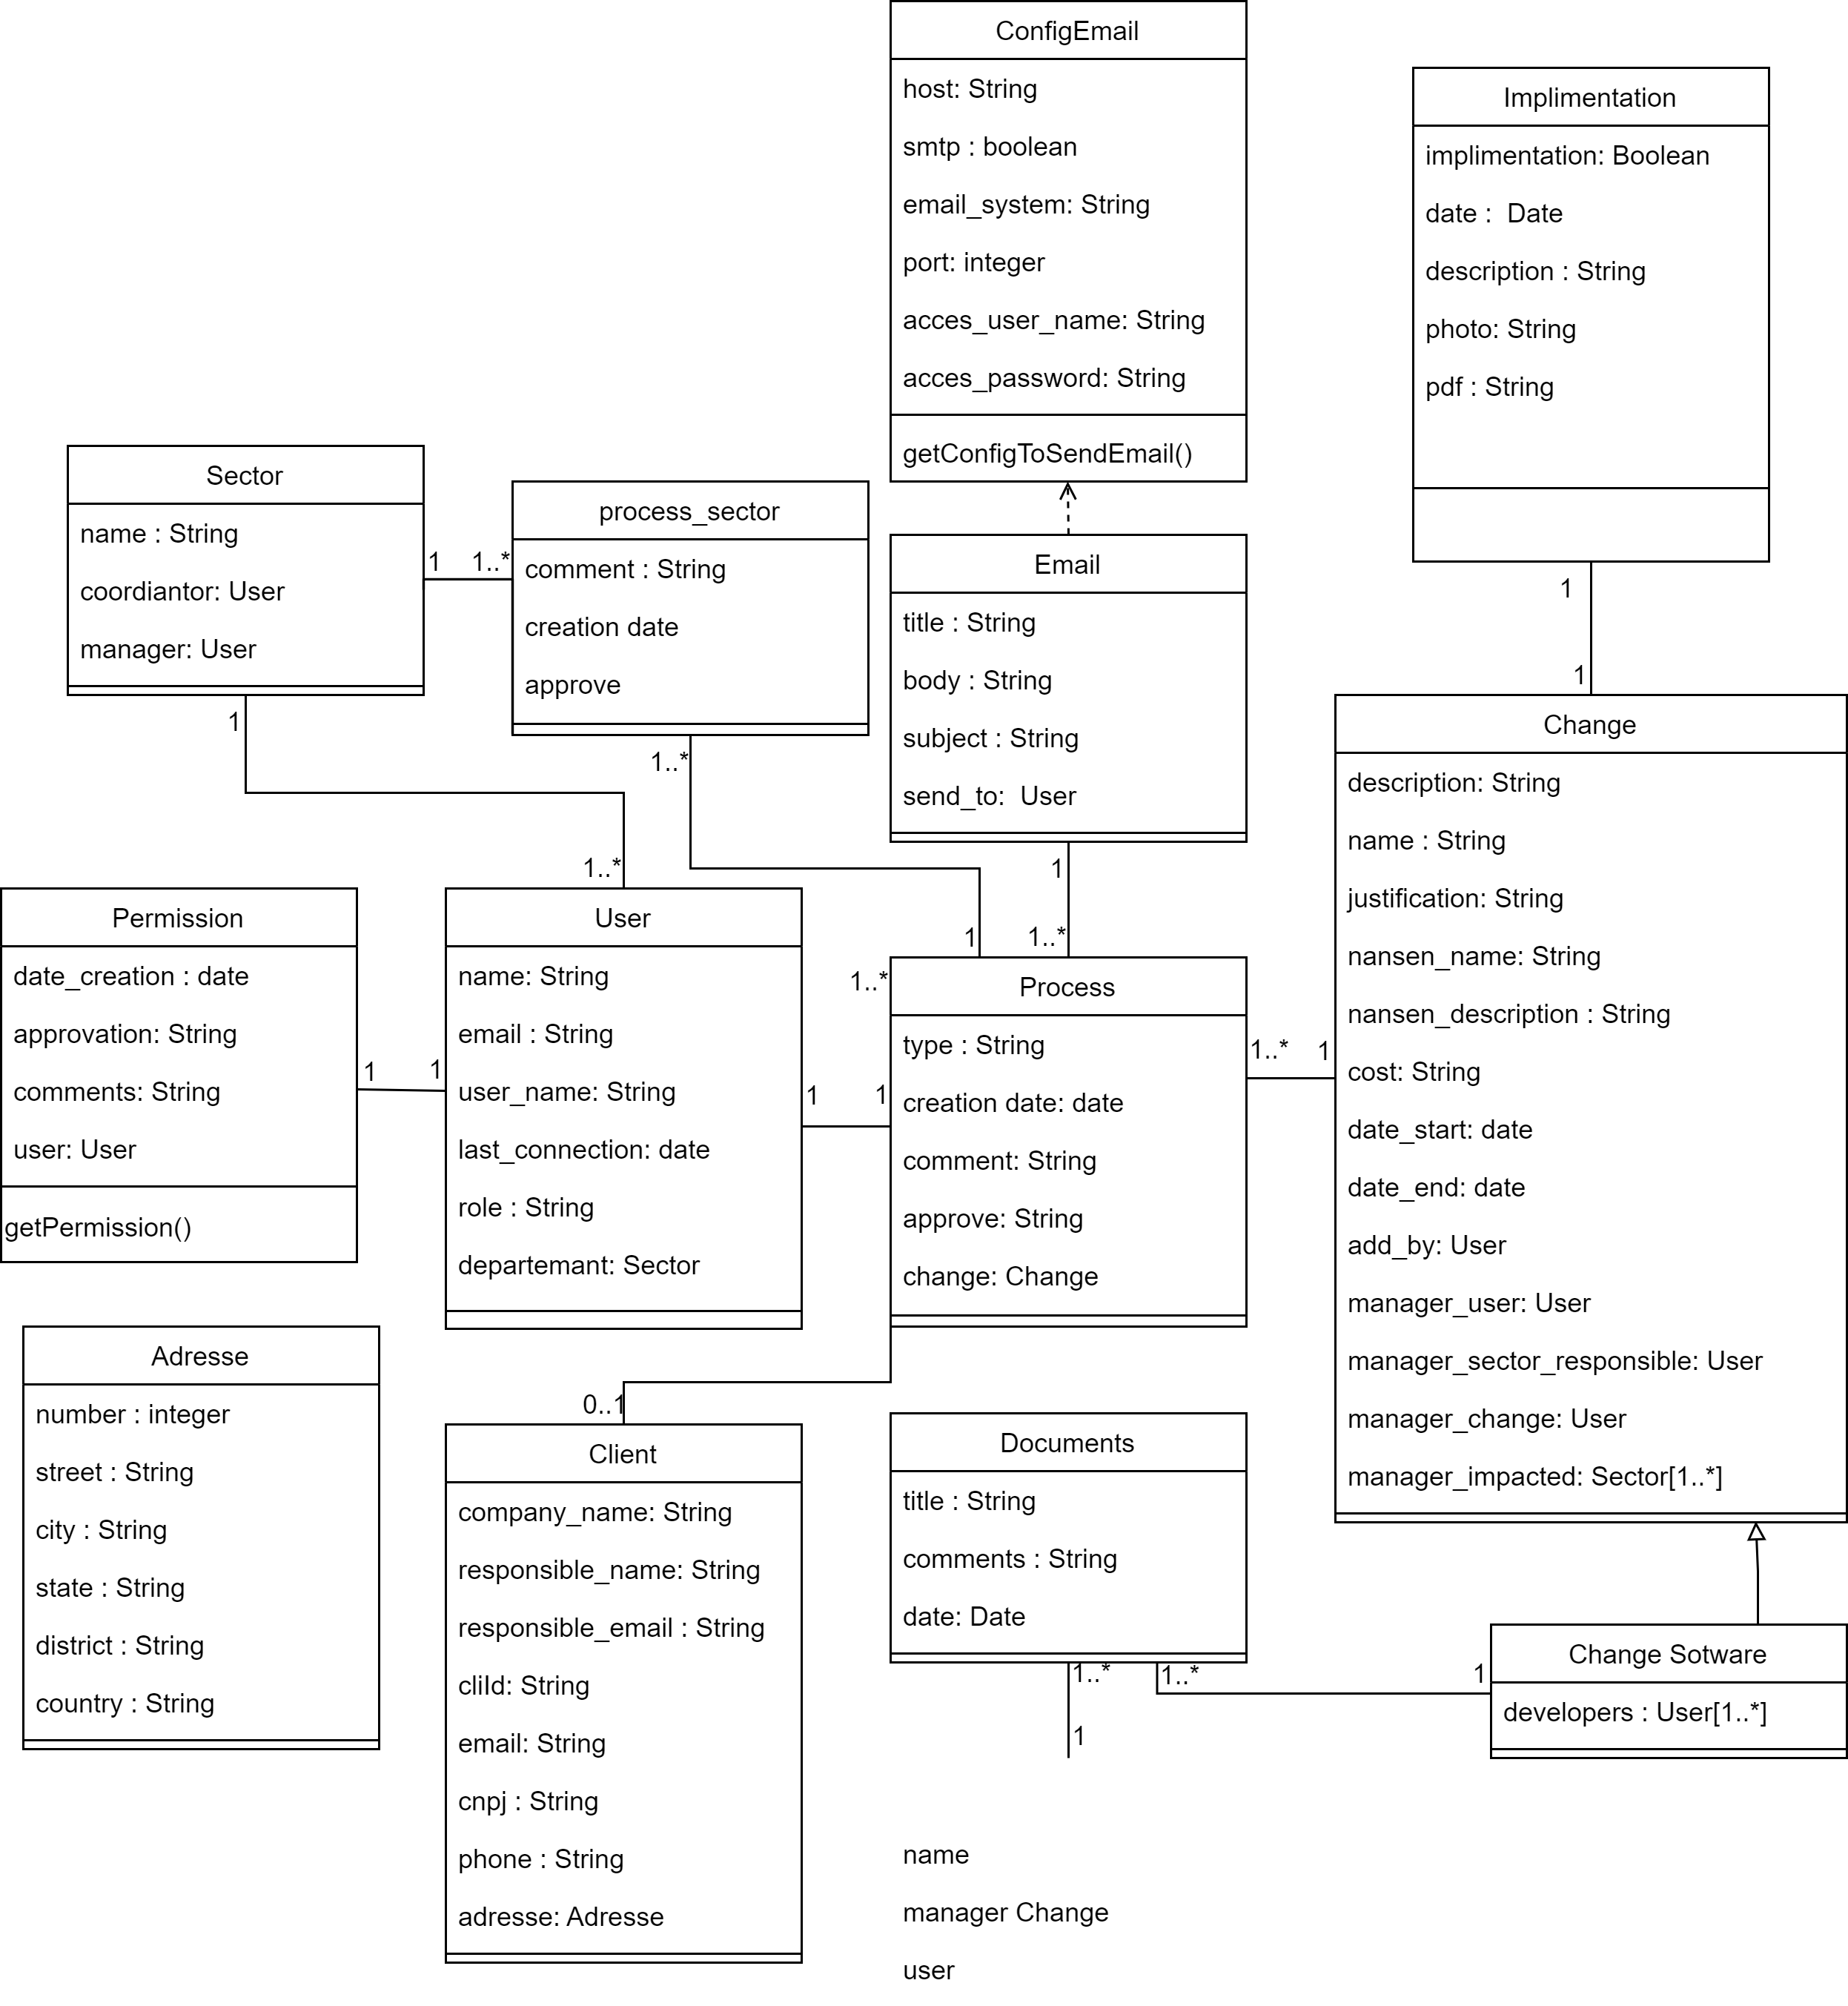 ConfigEmail
host: String
smtp : boolean
email_system: String
port: integer
acces_user_name: String
acces_password: String
getConfigToSendEmail()
Implimentation
implimentation: Boolean
date :  Date
description : String
photo: String
pdf : String
1
1
Sector
name : String
coordiantor: User
manager: User
1
1..*
process_sector
comment : String
creation date
approve
1
1..*
1..*
1
Email
title : String
body : String
subject : String
send_to:  User
1
1..*
Change
description: String
name : String
justification: String
nansen_name: String
nansen_description : String
cost: String
date_start: date
date_end: date
add_by: User
manager_user: User
manager_sector_responsible: User
manager_change: User
manager_impacted: Sector[1..*]
Permission
date_creation : date
approvation: String
comments: String
user: User
getPermission()
1
1
User
name: String
email : String
user_name: String
last_connection: date
role : String
departemant: Sector
1
1
1..*
Process
type : String
creation date: date
comment: String
approve: String
change: Change
1..*
1
Adresse
number : integer
street : String
city : String
state : String
district : String
country : String
0..1
Client
company_name: String
responsible_name: String
responsible_email : String
cliId: String
email: String
cnpj : String
phone : String
adresse: Adresse
Documents
title : String
comments : String
date: Date
1..*
1
1..*
1
Change Sotware
developers : User[1..*]
name
manager Change
user